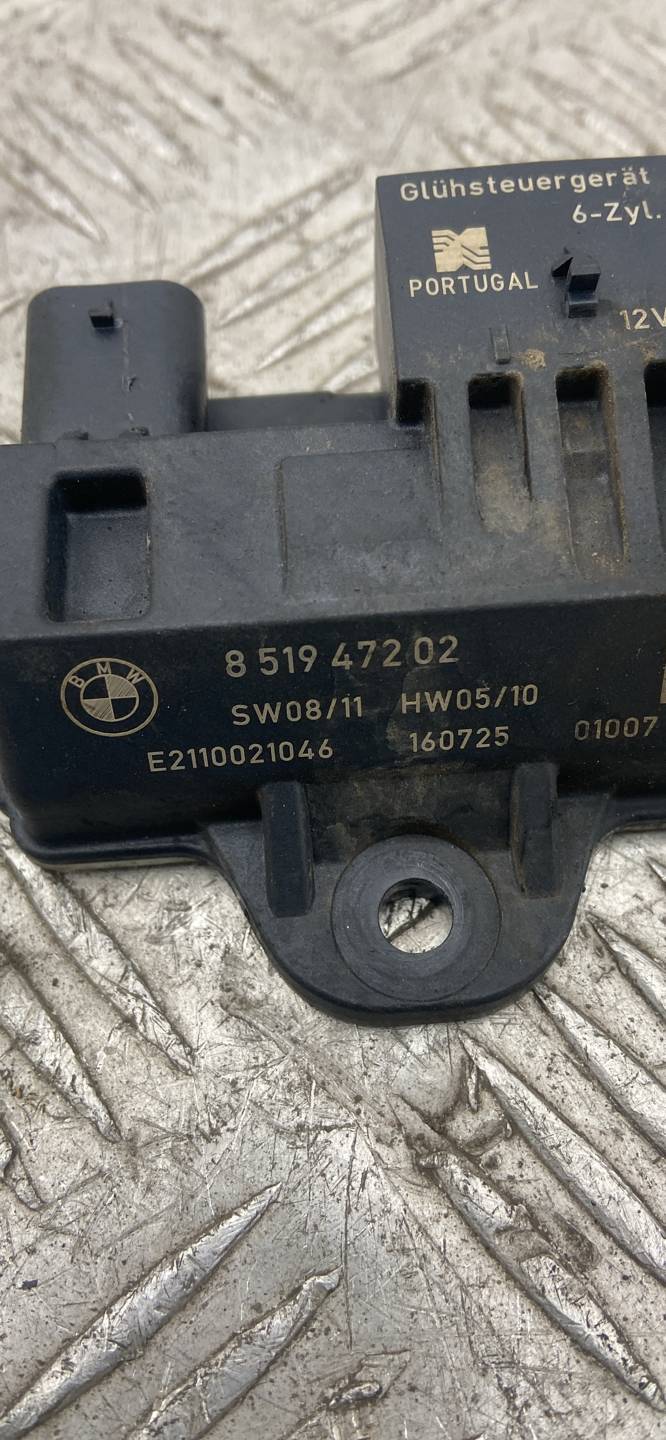 Glühsteuergerät
6-Zyl.
PORTUGAL
12V
BMW
8 519 472 02
SW08/11 HW05/10
E2110021046 160725 01007